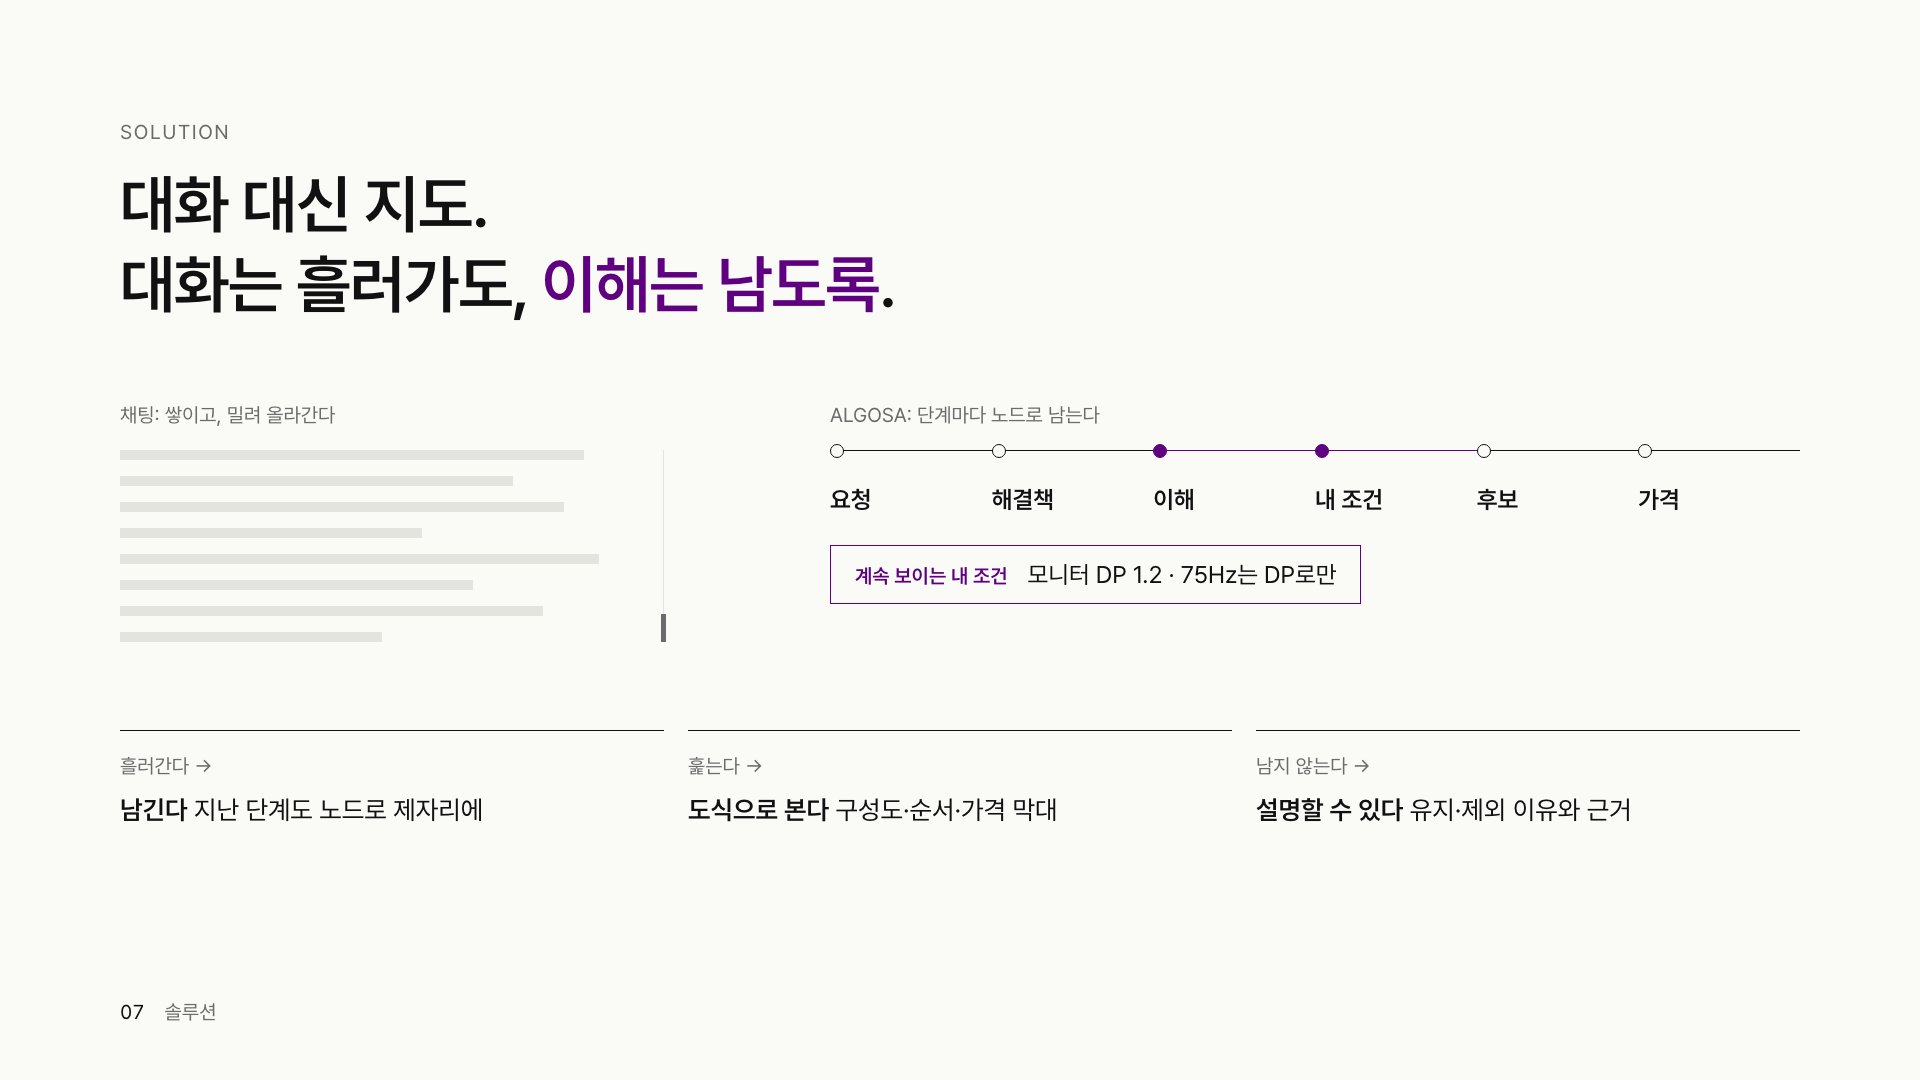 SOLUTION
대화 대신 지도.
대화는 흘러가도, 이해는 남도록.
채팅: 쌓이고, 밀려 올라간다
ALGOSA: 단계마다 노드로 남는다
요청
해결책
이해
내 조건
후보
가격
계속 보이는 내 조건 모니터 DP 1.2 · 75Hz는 DP로만
흘러간다 →
남긴다 지난 단계도 노드로 제자리에
훑는다 →
도식으로 본다 구성도·순서·가격 막대
남지 않는다 →
설명할 수 있다 유지·제외 이유와 근거
07 솔루션